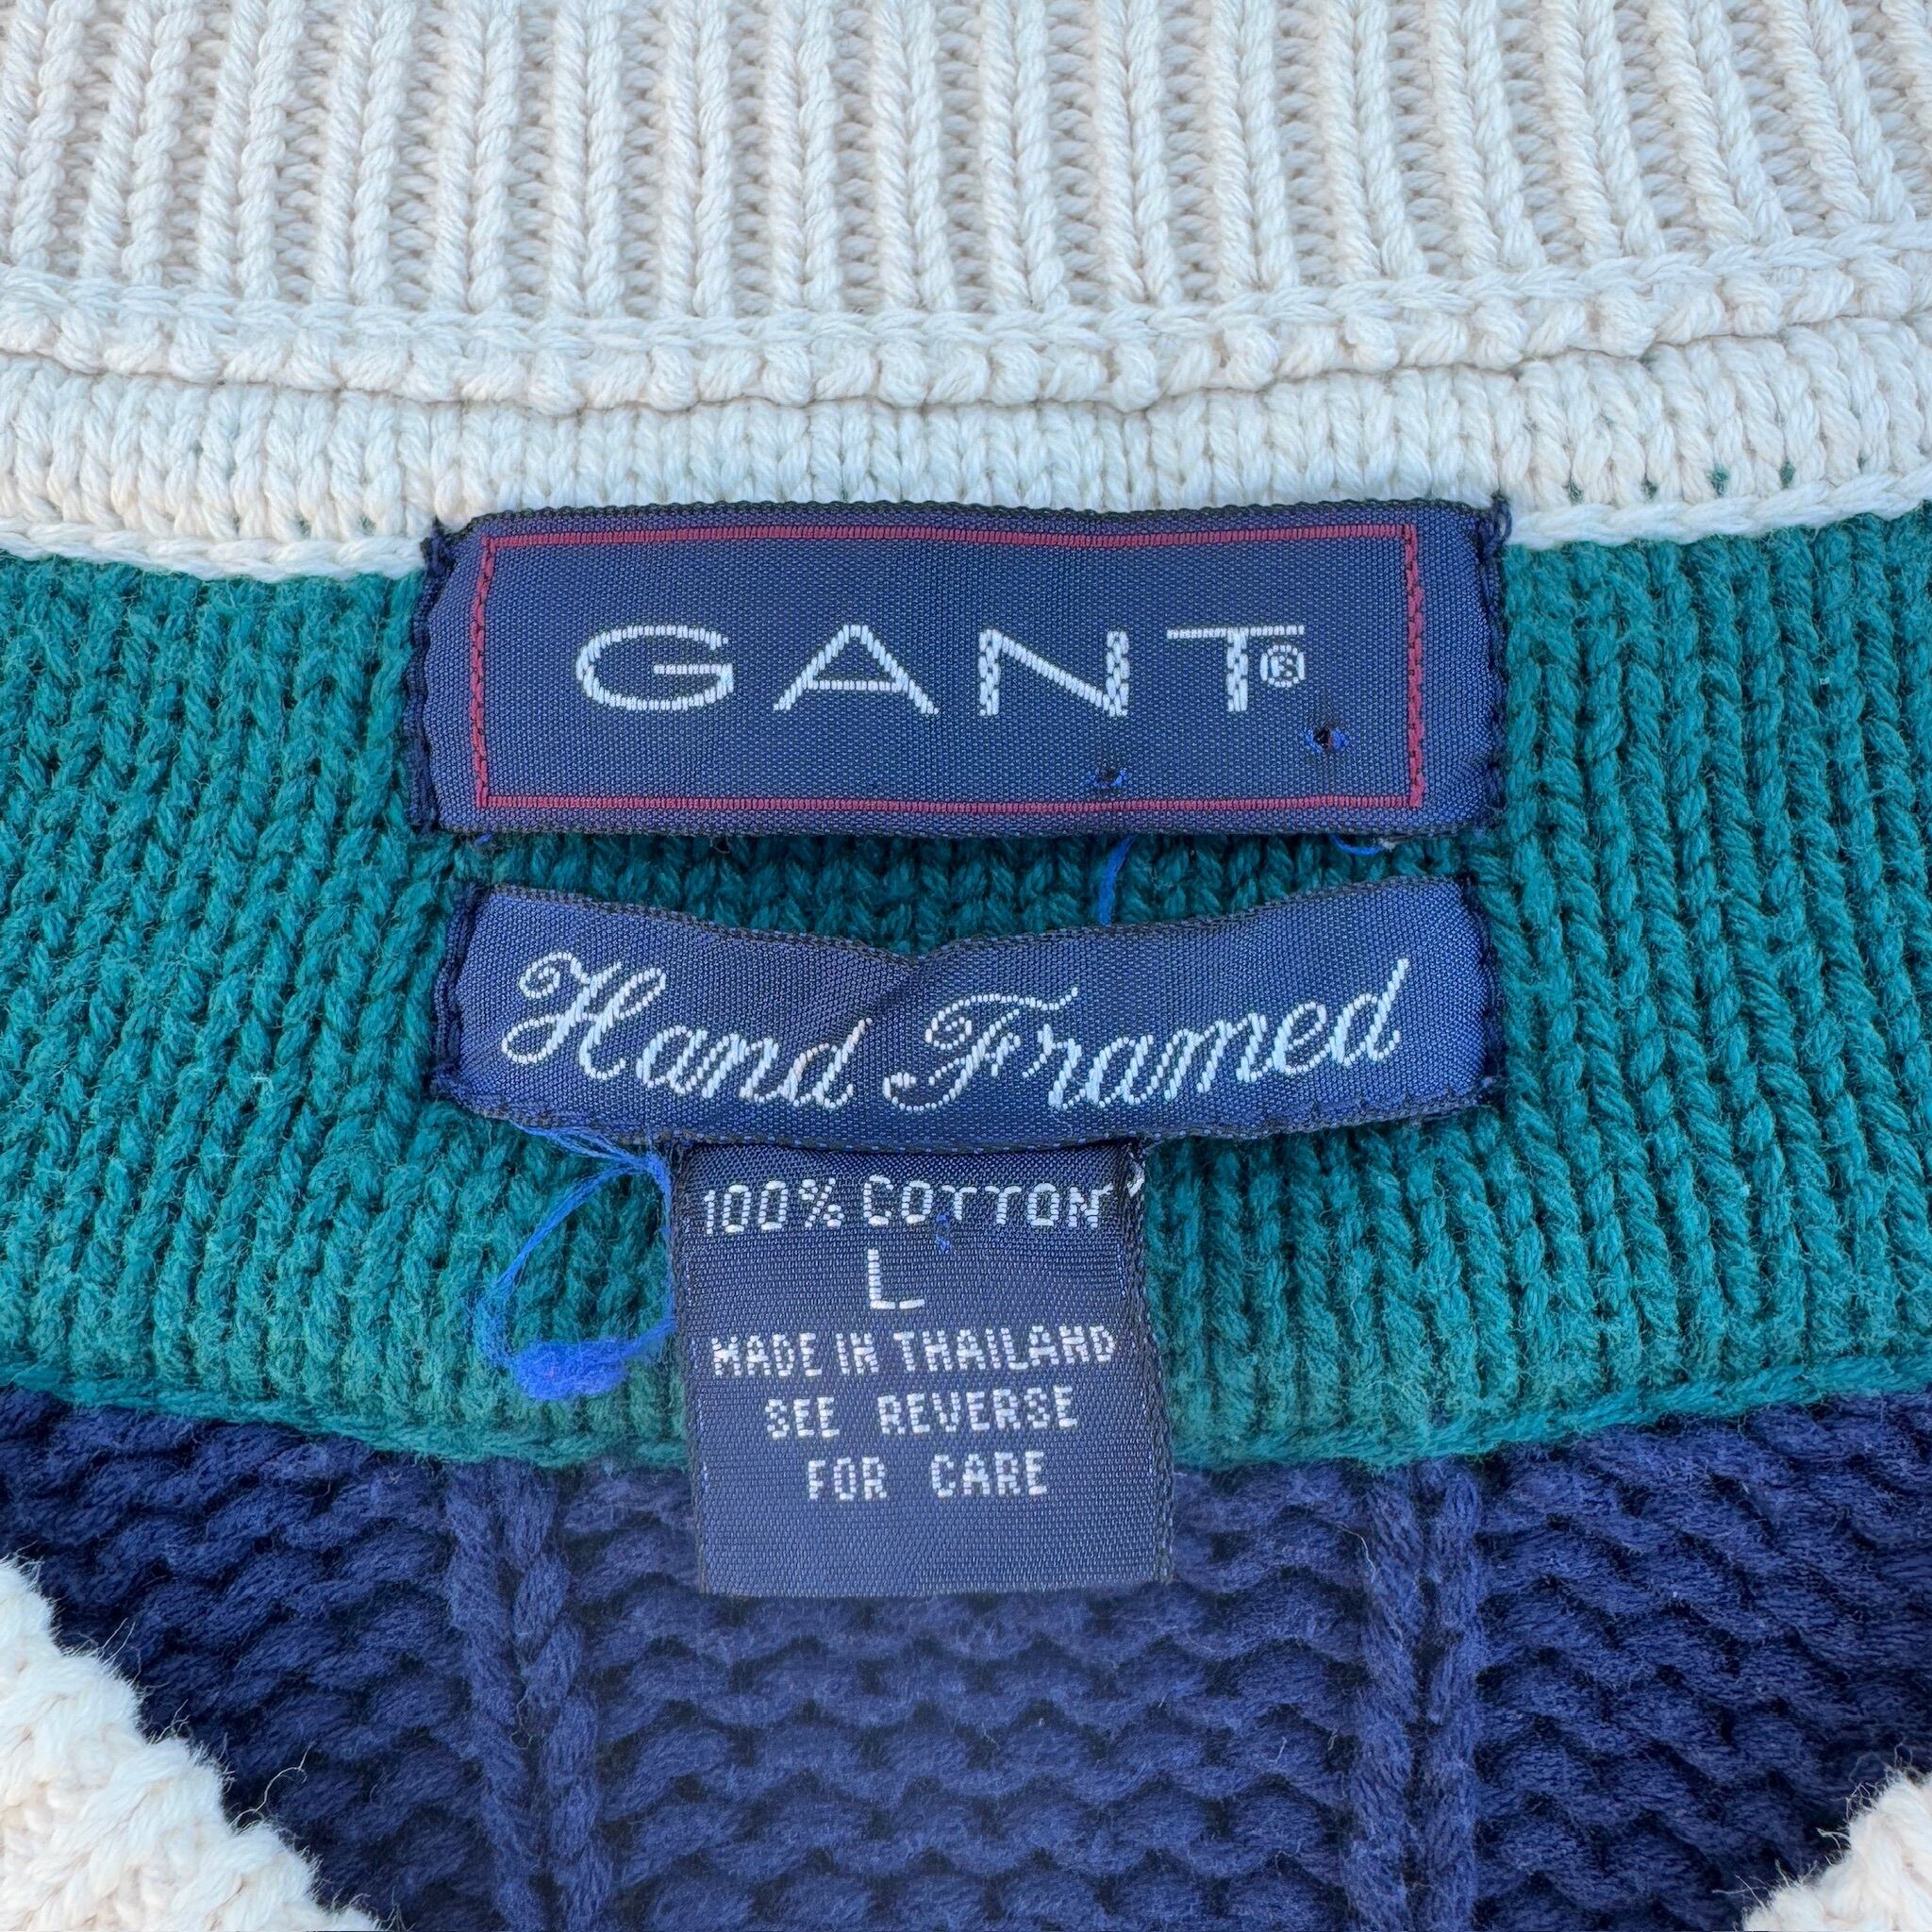 GANT®
Hand Framed
100% COTTON
L
MADE IN THAILAND
SEE REVERSE
FOR CARE